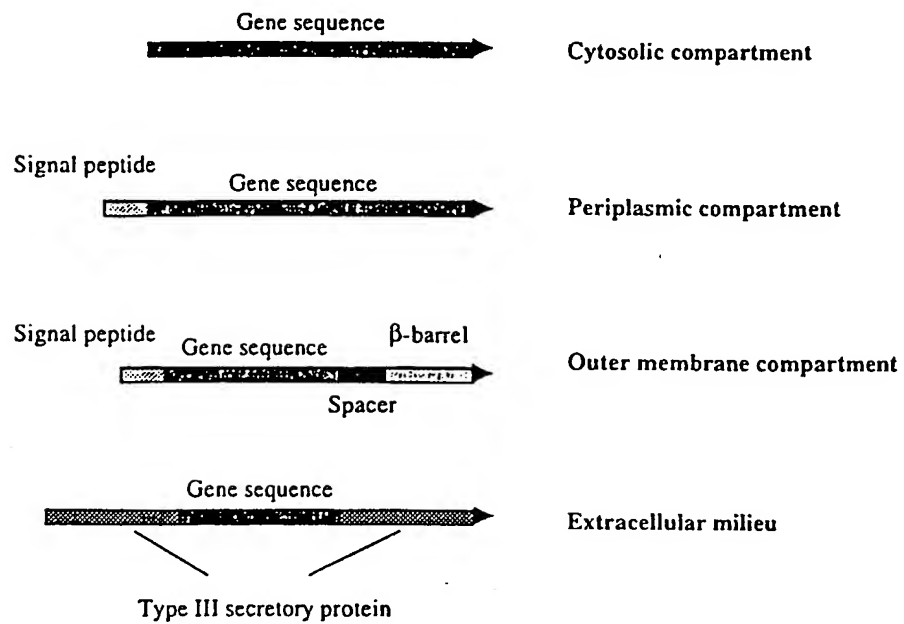 Gene sequence
Cytosolic compartment
Signal peptide
Gene sequence
Periplasmic compartment
Signal peptide
Gene sequence
β-barrel
Outer membrane compartment
Spacer
Gene sequence
Extracellular milieu
Type III secretory protein